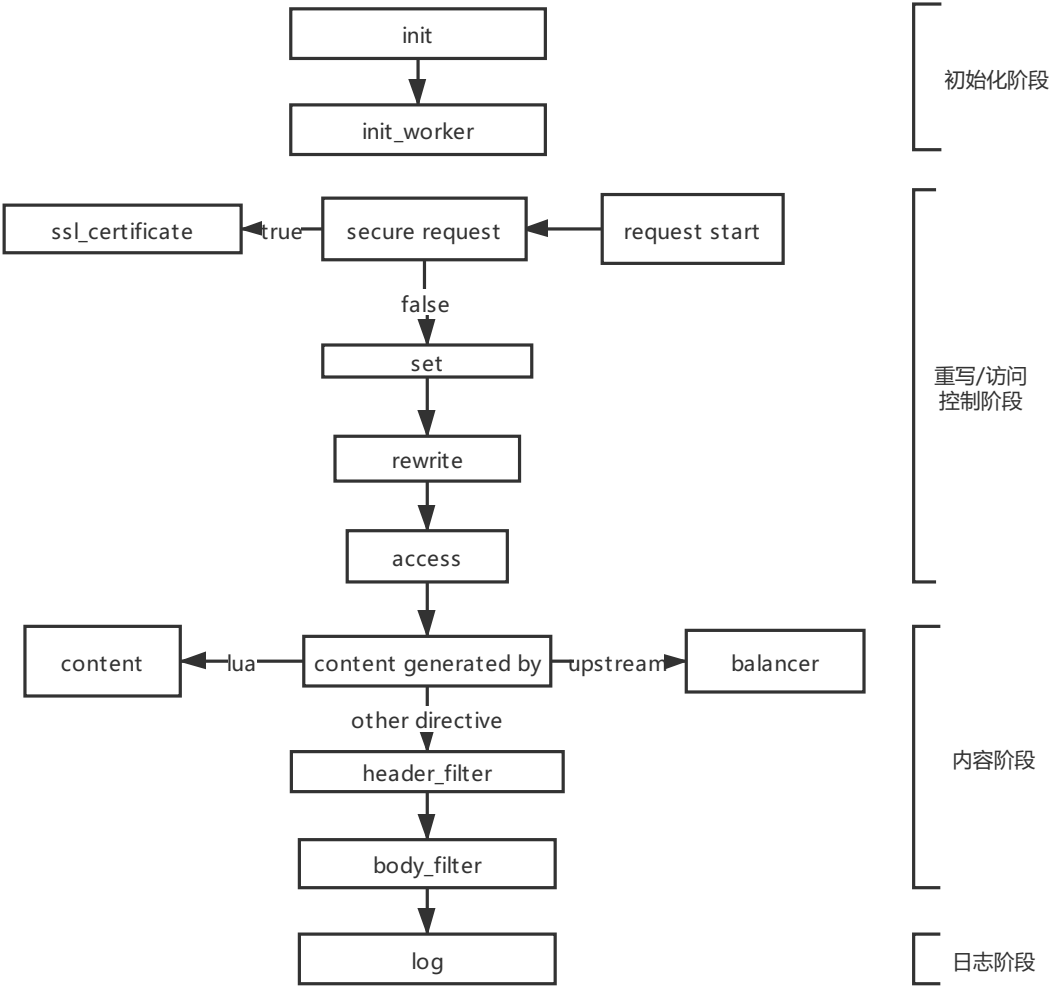 init
初始化阶段
init_worker
ssl_certificate
true
secure request
request start
false
set
重写/访问
控制阶段
rewrite
access
content
lua
content generated by
upstream
balancer
other directive
header_filter
内容阶段
body_filter
log
日志阶段